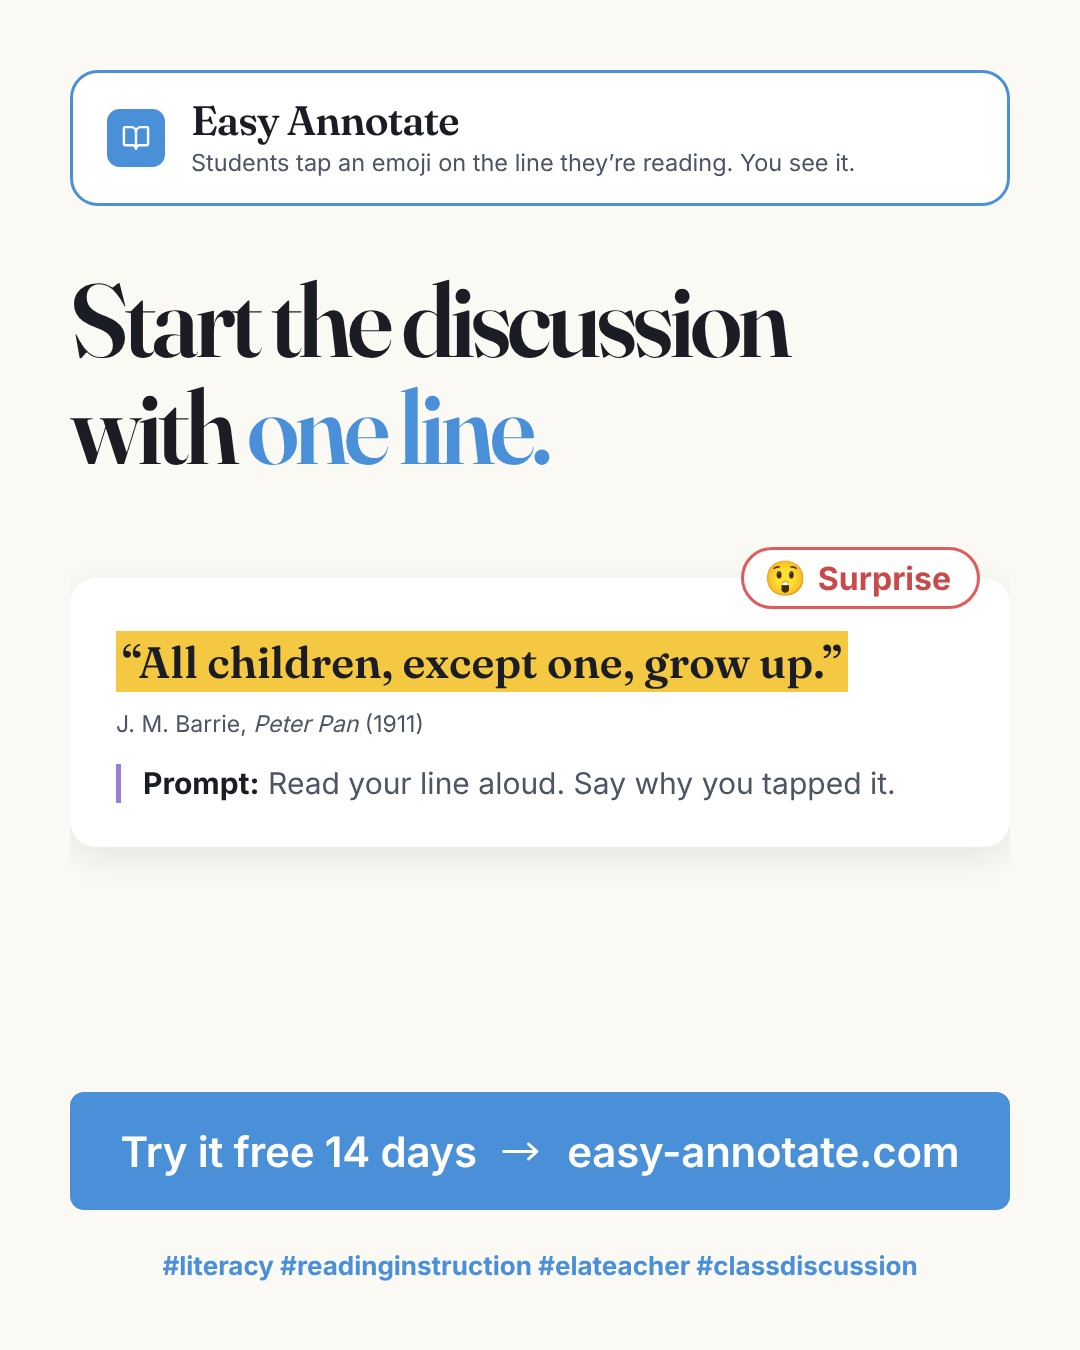 Easy Annotate
Students tap an emoji on the line they’re reading. You see it.
Start the discussion
with one line.
😲 Surprise
“All children, except one, grow up.”
J. M. Barrie, Peter Pan (1911)
Prompt: Read your line aloud. Say why you tapped it.
Try it free 14 days → easy-annotate.com
#literacy #readinginstruction #elateacher #classdiscussion